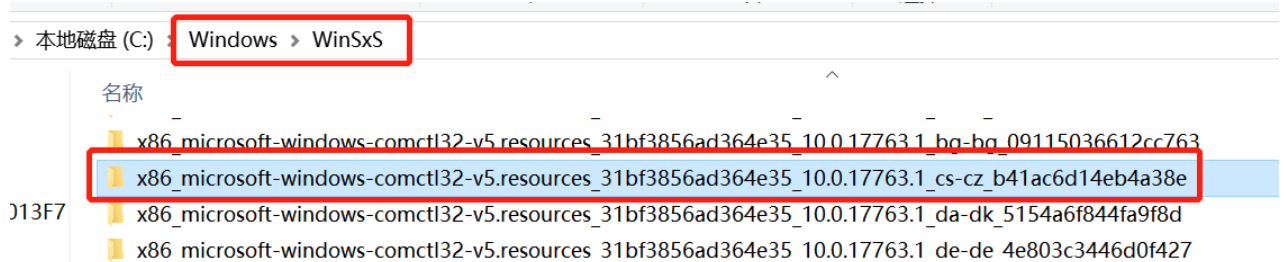 本地磁盘 (C:) > Windows > WinSxS
名称
x86_microsoft-windows-comctl32-v5.resources_31bf3856ad364e35_10.0.17763.1_bg-bg_09115036612cc763
x86_microsoft-windows-comctl32-v5.resources_31bf3856ad364e35_10.0.17763.1_cs-cz_b41ac6d14eb4a38e
013F7
x86_microsoft-windows-comctl32-v5.resources_31bf3856ad364e35_10.0.17763.1_da-dk_5154a6f844fa9f8d
x86_microsoft-windows-comctl32-v5.resources_31bf3856ad364e35_10.0.17763.1_de-de_4e803c3446d0f427